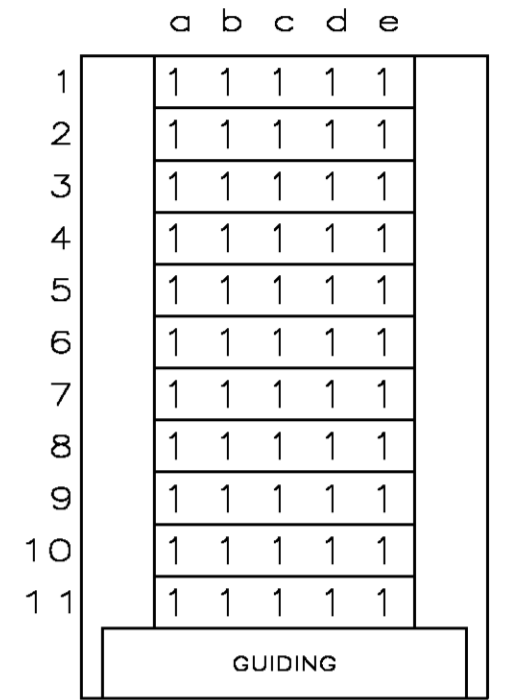 a b c d e
1 1 1 1 1 1
2 1 1 1 1 1
3 1 1 1 1 1
4 1 1 1 1 1
5 1 1 1 1 1
6 1 1 1 1 1
7 1 1 1 1 1
8 1 1 1 1 1
9 1 1 1 1 1
10 1 1 1 1 1
11 1 1 1 1 1
GUIDING